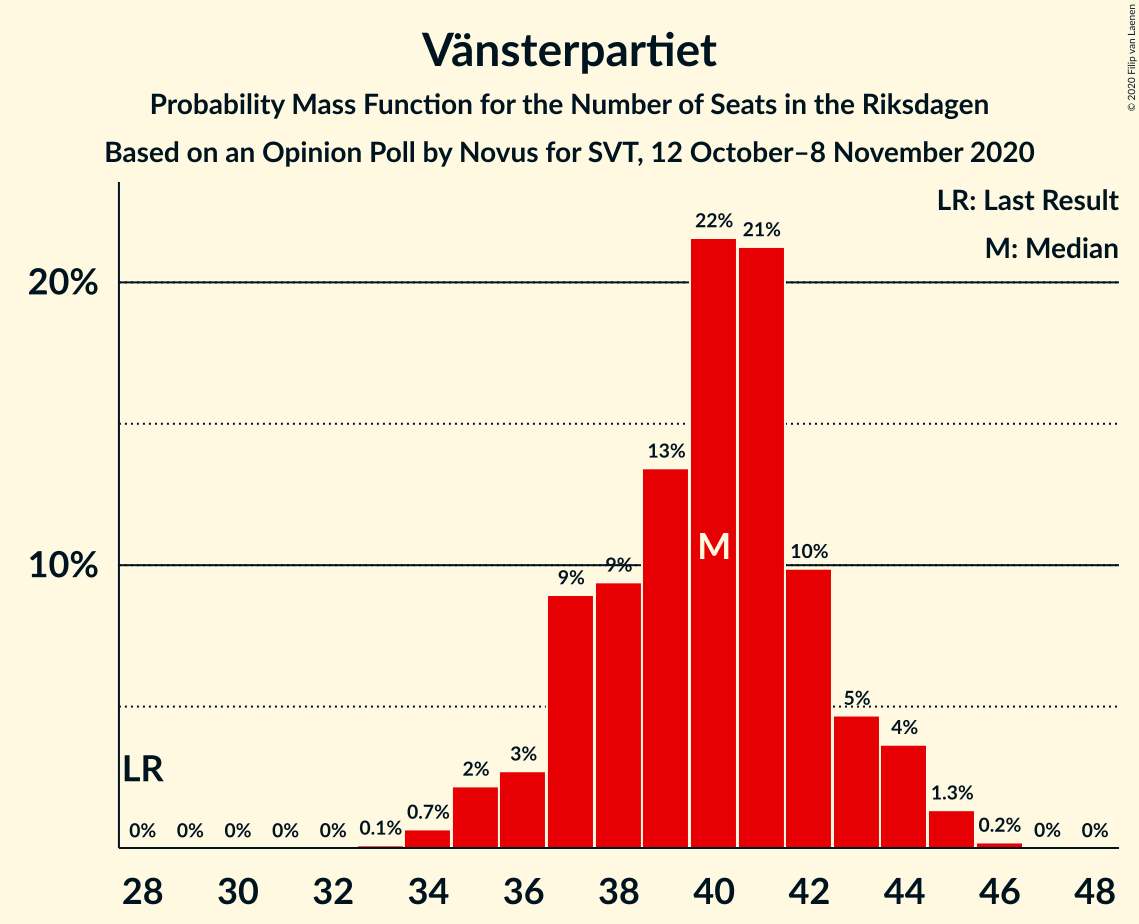 Vänsterpartiet
Probability Mass Function for the Number of Seats in the Riksdagen
Based on an Opinion Poll by Novus for SVT, 12 October–8 November 2020
© 2020 Filip van Laenen
LR: Last Result
M: Median
20%
10%
22%
21%
13%
M
10%
9%
9%
5%
4%
3%
2%
1.3%
0.7%
0.2%
0.1%
LR
0% 0% 0% 0% 0% 0% 0%
28 30 32 34 36 38 40 42 44 46 48